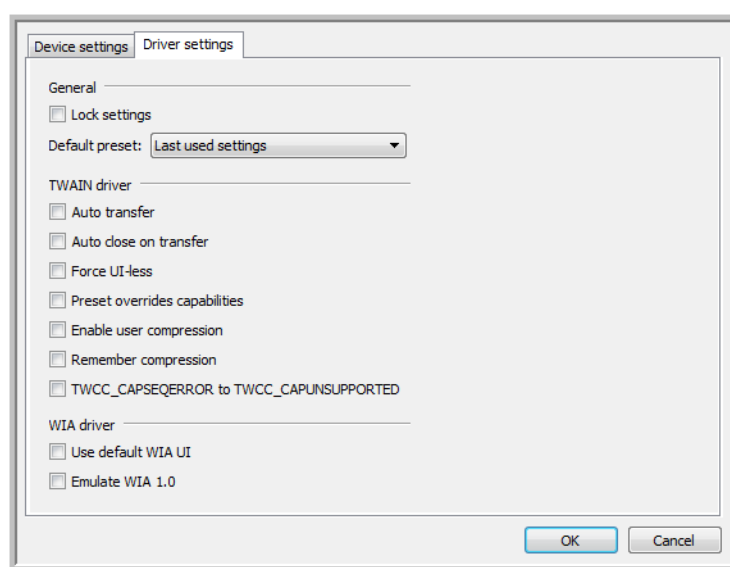 Device settings Driver settings
General
Lock settings
Default preset: Last used settings
TWAIN driver
Auto transfer
Auto close on transfer
Force UI-less
Preset overrides capabilities
Enable user compression
Remember compression
TWCC_CAPSEQERROR to TWCC_CAPUNSUPPORTED
WIA driver
Use default WIA UI
Emulate WIA 1.0
OK Cancel